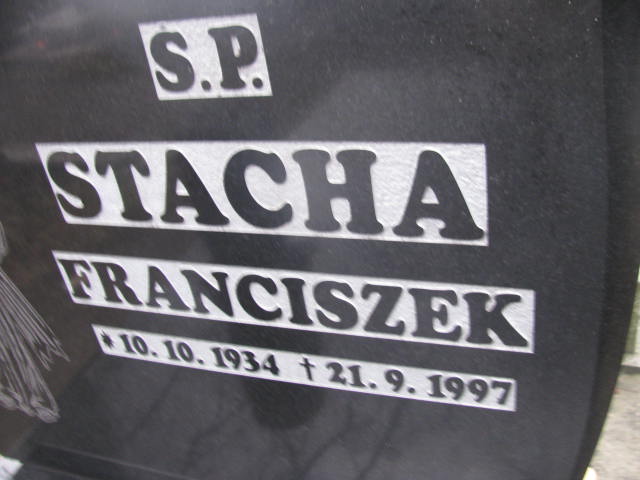 S.P.
STACHA
FRANCISZEK
* 10. 10. 1934 † 21. 9. 1997